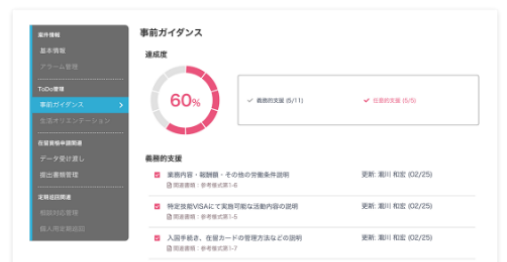 案件情報
基本情報
アラーム管理
ToDo管理
事前ガイダンス
生活オリエンテーション
在留資格申請関連
データ受け渡し
提出書類管理
定期巡回関連
相談対応管理
個人用定期巡回
事前ガイダンス
達成度
60%
義務的支援 (5/11)
任意的支援 (5/5)
義務的支援
業務内容・報酬額・その他の労働条件説明
更新: 瀧川 和宏 (02/25)
関連書類：参考様式第1-6
特定技能VISAにて実施可能な活動内容の説明
更新: 瀧川 和宏 (02/25)
関連書類：参考様式第1-5
入国手続き、在留カードの管理方法などの説明
更新: 瀧川 和宏 (02/25)
関連書類：参考様式第1-7